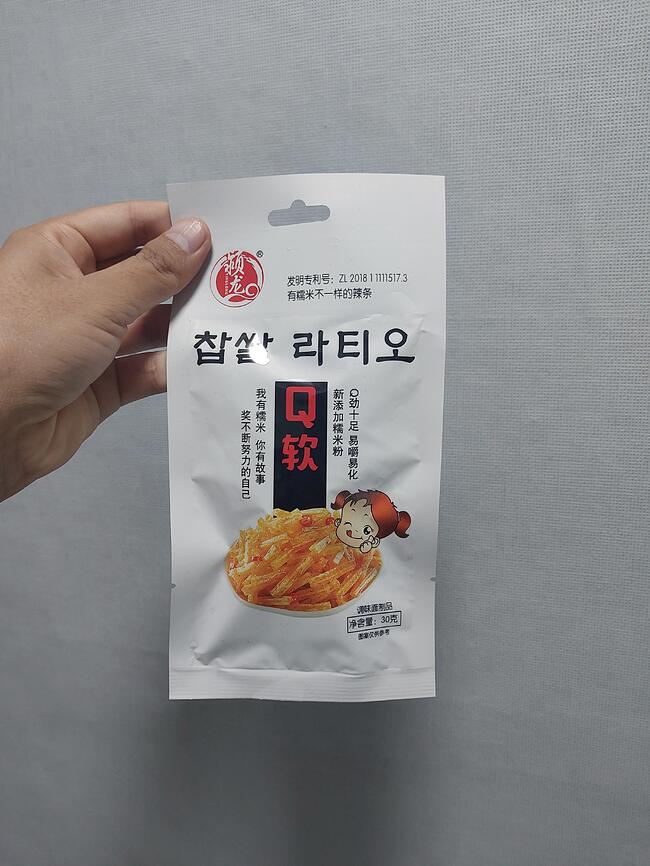 獭龙
®
发明专利号：ZL 2018 1 1111517.3
有糯米不一样的辣条
찹쌀 라티오
Q软
Q劲十足 易嚼易化
新添加糯米粉
我有糯米 你有故事
奖不断努力的自己
调味面制品
净含量：30克
图案仅供参考